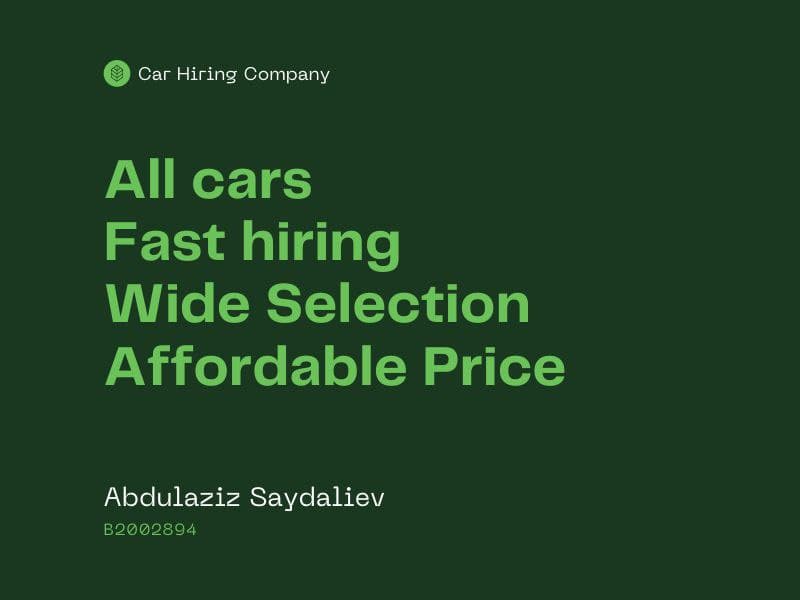 Car Hiring Company
All cars
Fast hiring
Wide Selection
Affordable Price
Abdulaziz Saydaliev
B2002894